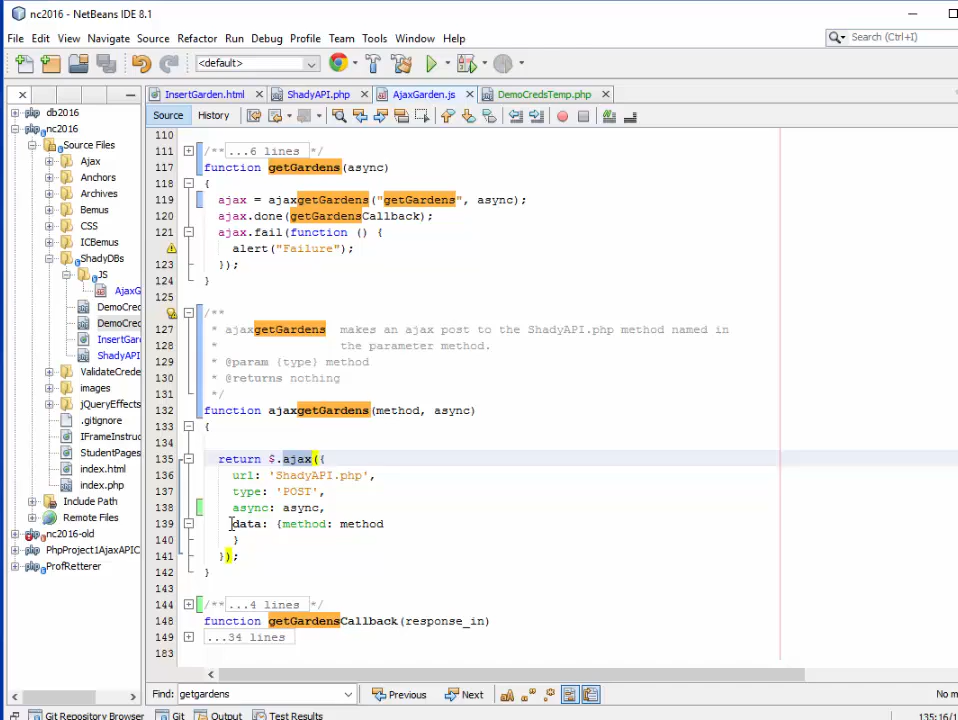 nc2016 - NetBeans IDE 8.1
File Edit View Navigate Source Refactor Run Debug Profile Team Tools Window Help
Search (Ctrl+I)
<default>
InsertGarden.html ShadyAPI.php AjaxGarden.js DemoCredsTemp.php
Source History
db2016
nc2016
Source Files
Ajax
Anchors
Archives
Bemus
CSS
ICBemus
ShadyDBs
JS
AjaxG
DemoCred
DemoCred
InsertGar
ShadyAPI
ValidateCrede
images
jQueryEffects
.gitignore
IFrameInstruc
StudentPages
index.html
index.php
Include Path
Remote Files
nc2016-old
PhpProject1AjaxAPIC
ProfRetterer
110
111 /**...6 lines */
117 function getGardens(async)
118 {
119 ajax = ajaxgetGardens("getGardens", async);
120 ajax.done(getGardensCallback);
121 ajax.fail(function () {
alert("Failure");
123 });
124 }
125
/**
127 * ajaxgetGardens makes an ajax post to the ShadyAPI.php method named in
128 * the parameter method.
129 * @param {type} method
130 * @returns nothing
131 */
132 function ajaxgetGardens(method, async)
133 {
134
135 return $.ajax({
136 url: 'ShadyAPI.php',
137 type: 'POST',
138 async: async,
139 data: {method: method
140 }
141 });
142 }
143
144 /**...4 lines */
148 function getGardensCallback(response_in)
149 ...34 lines
183
Find: getgardens Previous Next No m
Git Repository Browser Git Output Test Results 135:16/1